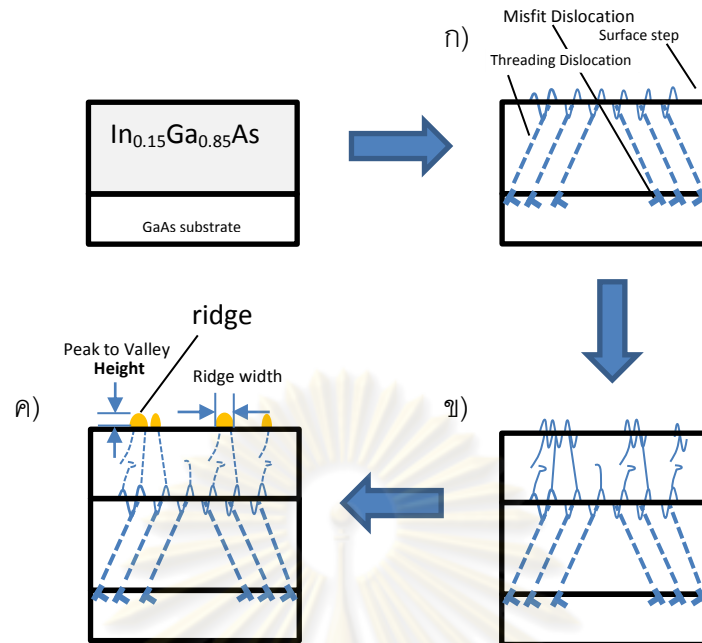 Misfit Dislocation
ก)
Surface step
Threading Dislocation
In0.15Ga0.85As
GaAs substrate
ridge
Peak to Valley
Height
Ridge width
ค)
ข)